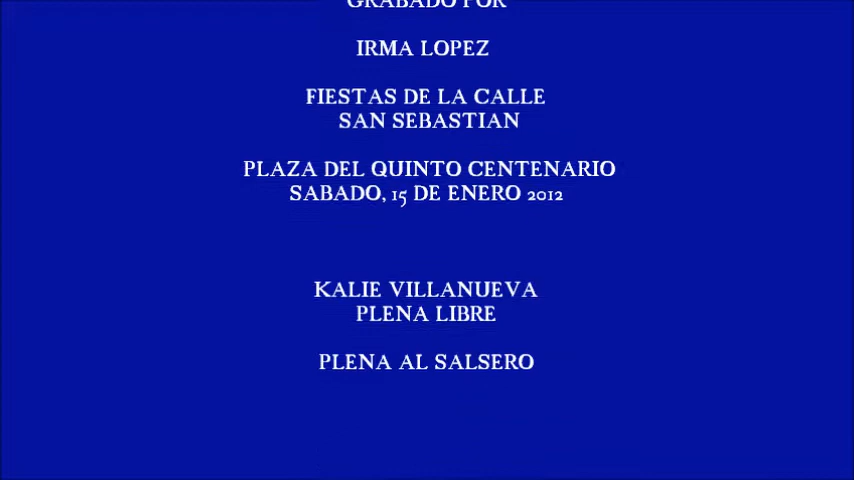 GRABADO POR
IRMA LOPEZ
FIESTAS DE LA CALLE
SAN SEBASTIAN
PLAZA DEL QUINTO CENTENARIO
SABADO, 15 DE ENERO 2012
KALIE VILLANUEVA
PLENA LIBRE
PLENA AL SALSERO